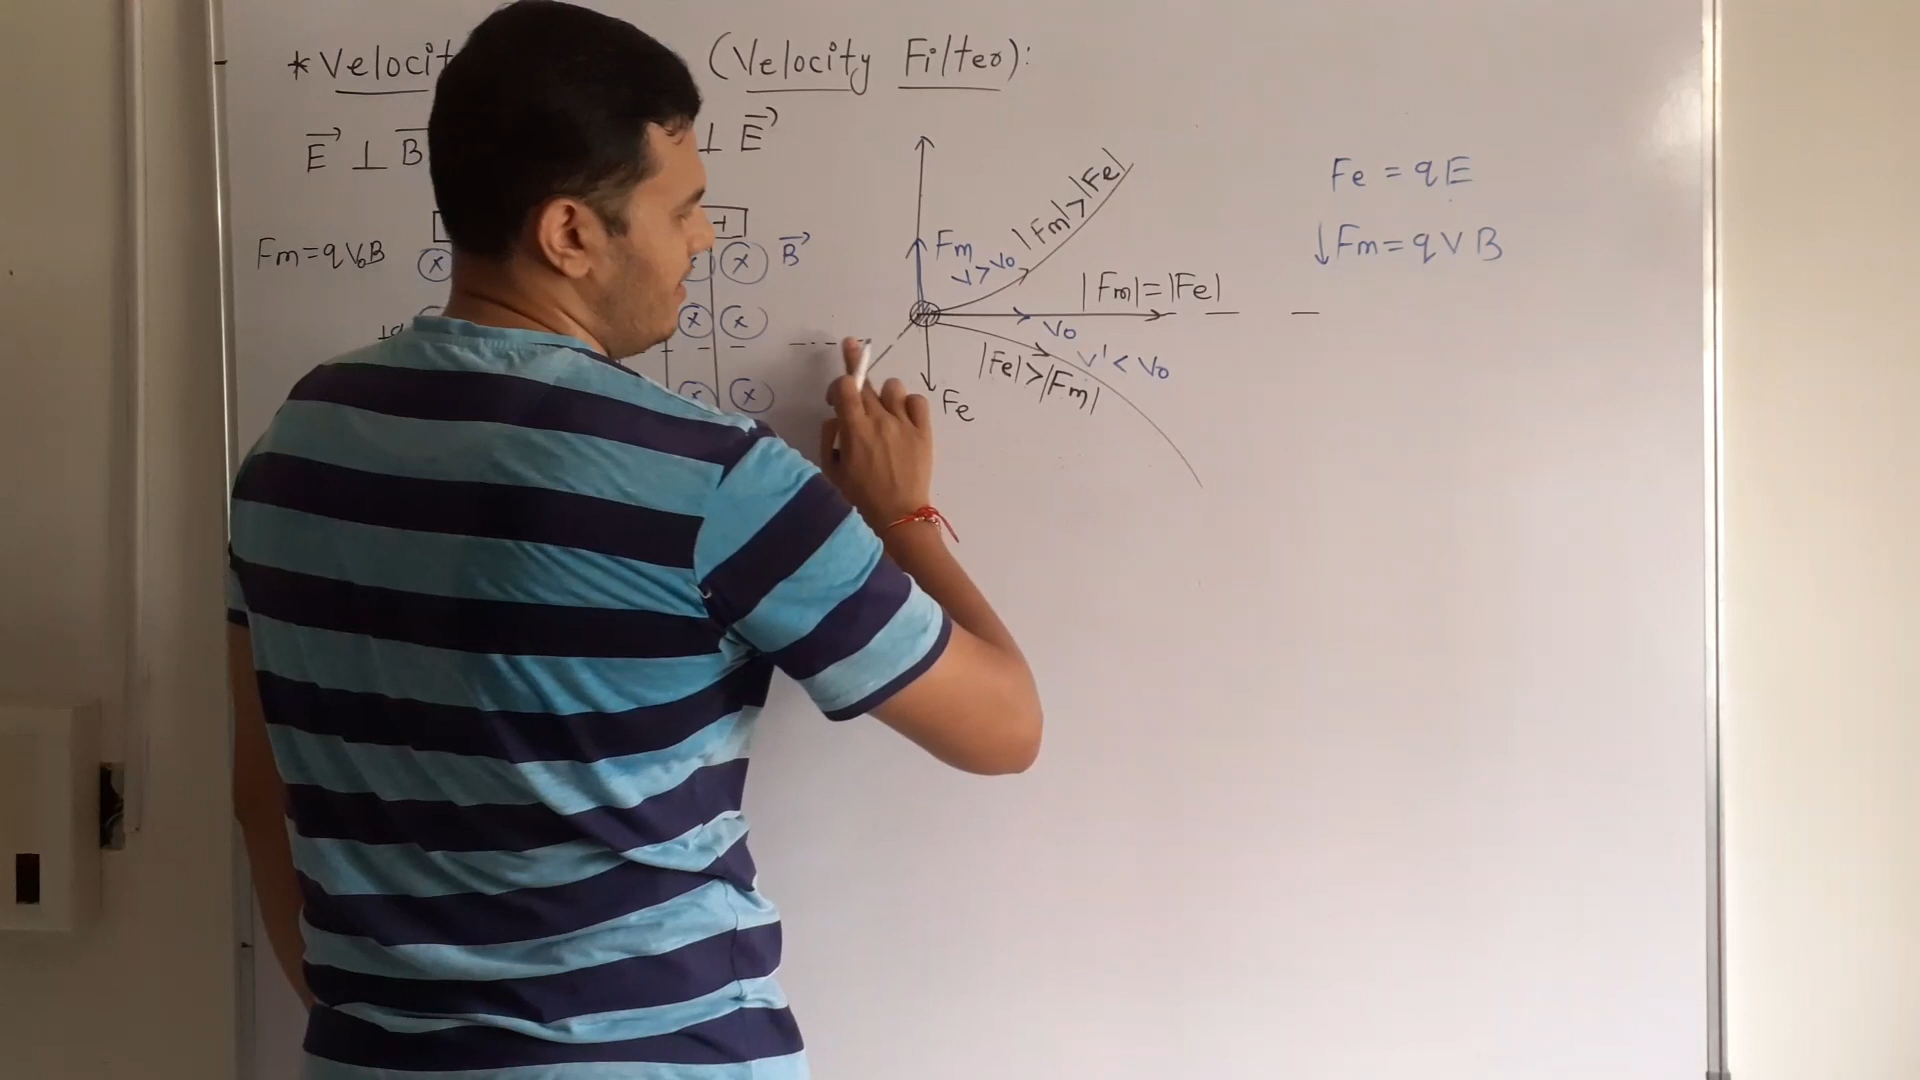 *Velocit (Velocity Filter):
E⃗ ⊥ B ⊥ E⃗
+
Fm = qV₀B
x x x B⃗
x x
x x
Fm
V>V₀
|Fm|>|Fe|
|Fm|=|Fe|
V₀
V' < V₀
|Fe|>|Fm|
Fe
Fe = qE
↓Fm = qVB